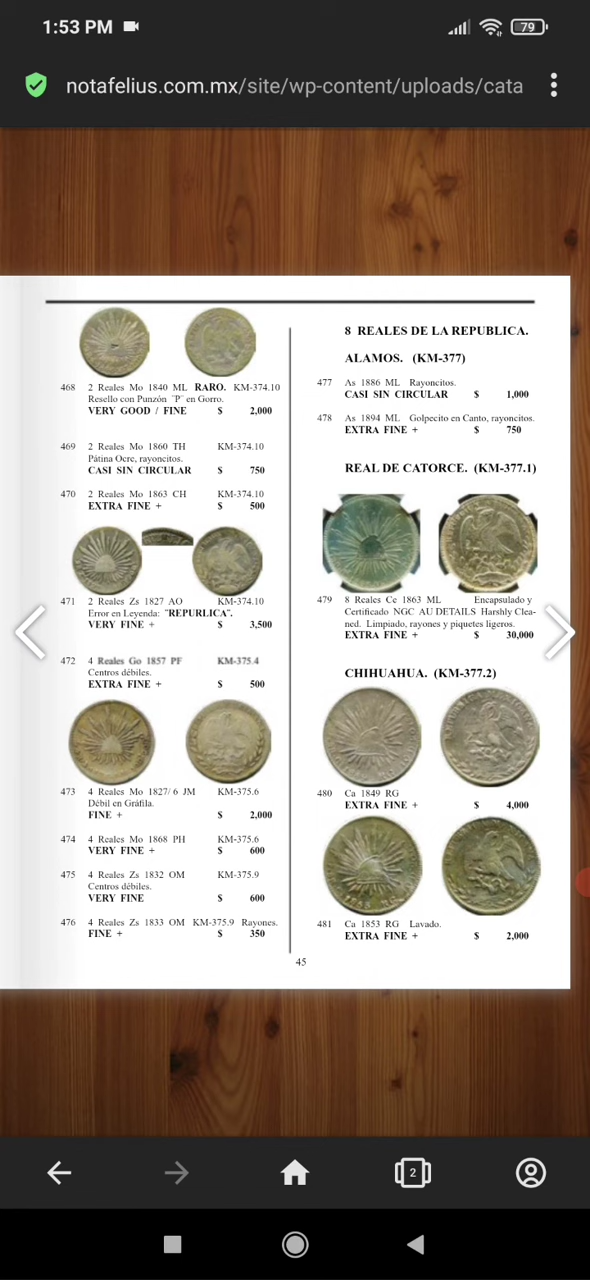 1:53 PM
79
notafelius.com.mx/site/wp-content/uploads/cata
468 2 Reales Mo 1840 ML RARO. KM-374.10
Resello con Punzón ¨P¨ en Gorro.
VERY GOOD / FINE $ 2,000
469 2 Reales Mo 1860 TH KM-374.10
Pátina Ocre, rayoncitos.
CASI SIN CIRCULAR $ 750
470 2 Reales Mo 1863 CH KM-374.10
EXTRA FINE + $ 500
471 2 Reales Zs 1827 AO KM-374.10
Error en Leyenda: ¨REPURLICA¨.
VERY FINE + $ 3,500
472 4 Reales Go 1857 PF KM-375.4
Centros débiles.
EXTRA FINE + $ 500
473 4 Reales Mo 1827/ 6 JM KM-375.6
Débil en Gráfila.
FINE + $ 2,000
474 4 Reales Mo 1868 PH KM-375.6
VERY FINE + $ 600
475 4 Reales Zs 1832 OM KM-375.9
Centros débiles.
VERY FINE $ 600
476 4 Reales Zs 1833 OM KM-375.9 Rayones.
FINE + $ 350
8 REALES DE LA REPUBLICA.
ALAMOS. (KM-377)
477 As 1886 ML Rayoncitos.
CASI SIN CIRCULAR $ 1,000
478 As 1894 ML Golpecito en Canto, rayoncitos.
EXTRA FINE + $ 750
REAL DE CATORCE. (KM-377.1)
479 8 Reales Ce 1863 ML Encapsulado y
Certificado NGC AU DETAILS Harshly Clea-
ned. Limpiado, rayones y piquetes ligeros.
EXTRA FINE + $ 30,000
CHIHUAHUA. (KM-377.2)
480 Ca 1849 RG
EXTRA FINE + $ 4,000
481 Ca 1853 RG Lavado.
EXTRA FINE + $ 2,000
45
2